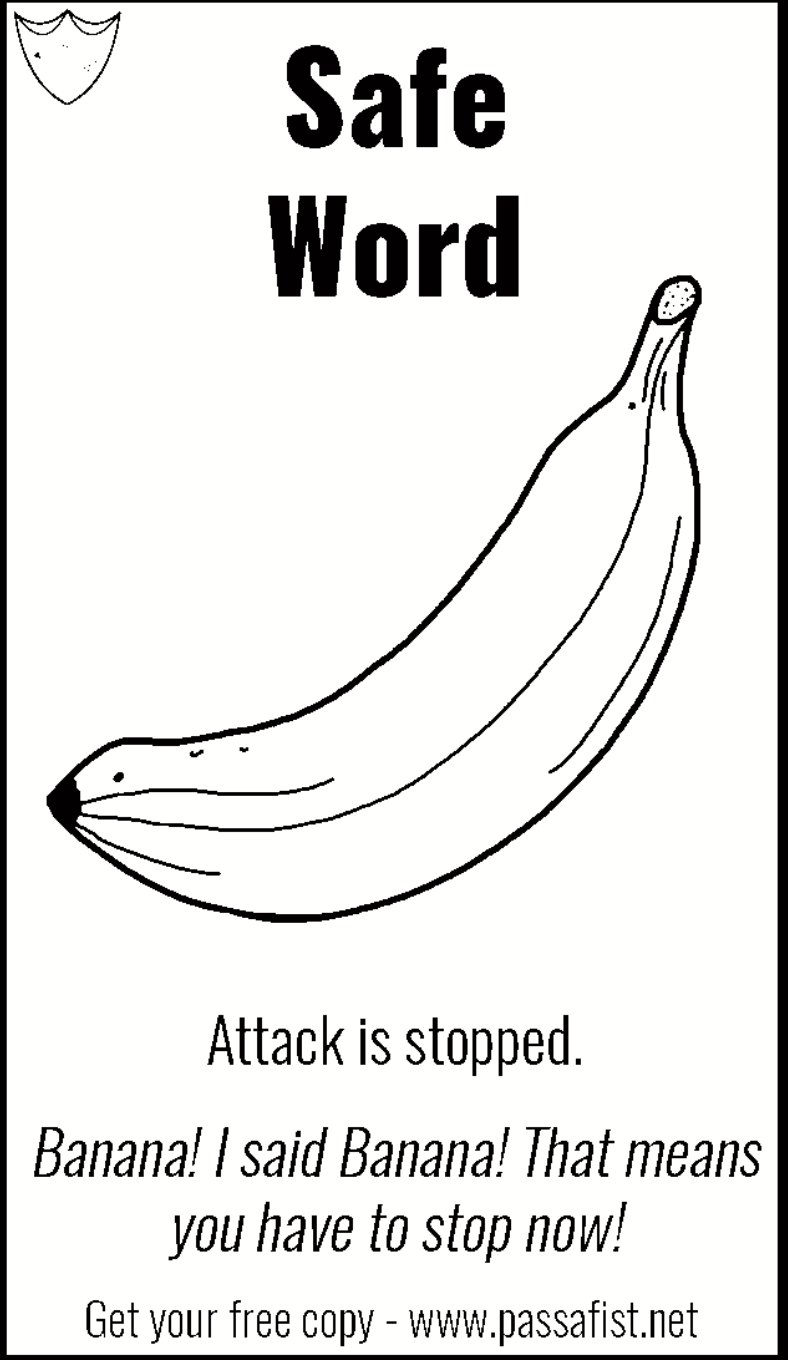 Safe
Word
Attack is stopped.
Banana! I said Banana! That means
you have to stop now!
Get your free copy - www.passafist.net